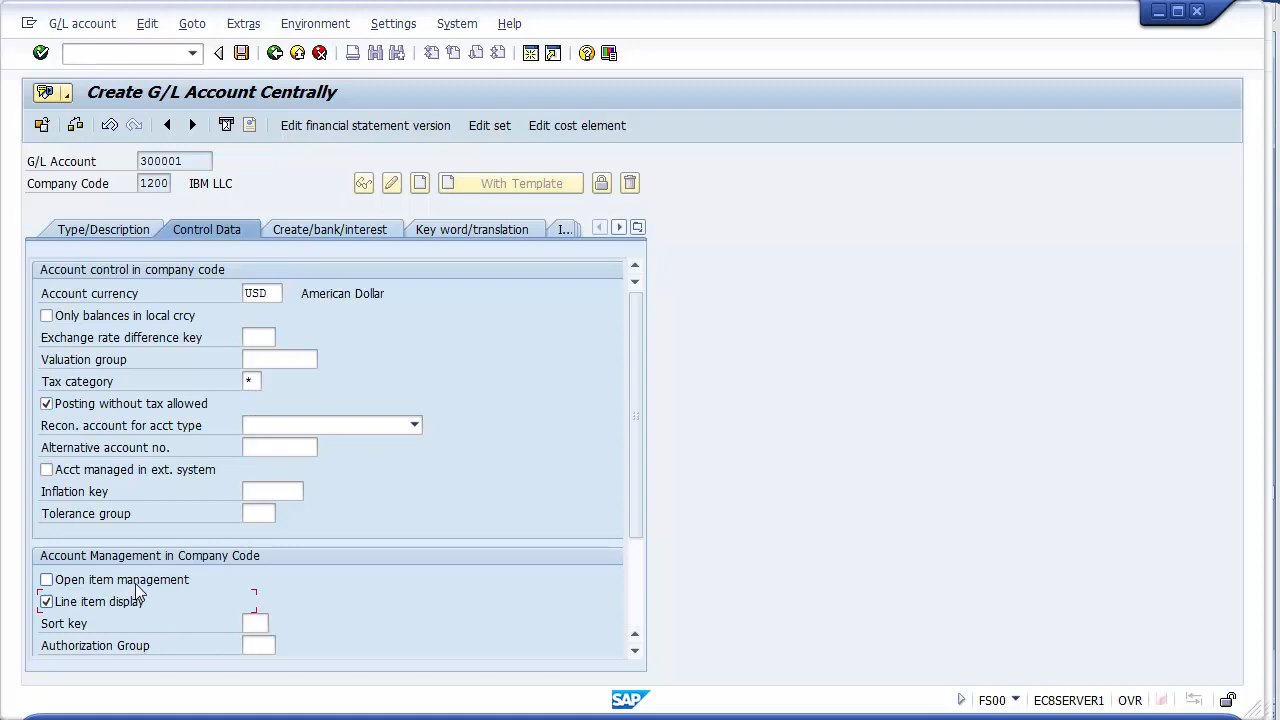 G/L account Edit Goto Extras Environment Settings System Help
Create G/L Account Centrally
Edit financial statement version Edit set Edit cost element
G/L Account 300001
Company Code 1200 IBM LLC With Template
Type/Description Control Data Create/bank/interest Key word/translation I...
Account control in company code
Account currency USD American Dollar
Only balances in local crcy
Exchange rate difference key
Valuation group
Tax category *
Posting without tax allowed
Recon. account for acct type
Alternative account no.
Acct managed in ext. system
Inflation key
Tolerance group
Account Management in Company Code
Open item management
Line item display
Sort key
Authorization Group
SAP FS00 EC8SERVER1 OVR